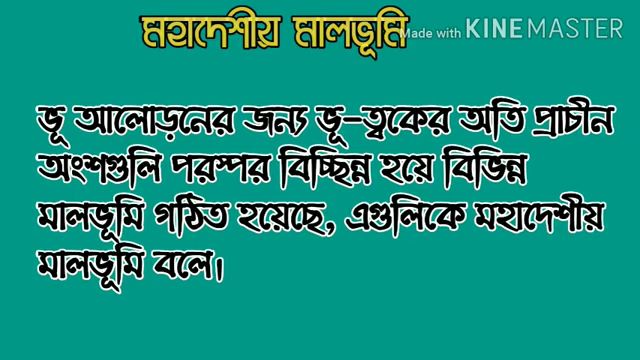 মহাদেশীয় মালভূমি
Made with KINEMASTER
ভূ আলোড়নের জন্য ভূ-ত্বকের অতি প্রাচীন
অংশগুলি পরস্পর বিচ্ছিন্ন হয়ে বিভিন্ন
মালভূমি গঠিত হয়েছে, এগুলিকে মহাদেশীয়
মালভূমি বলে।